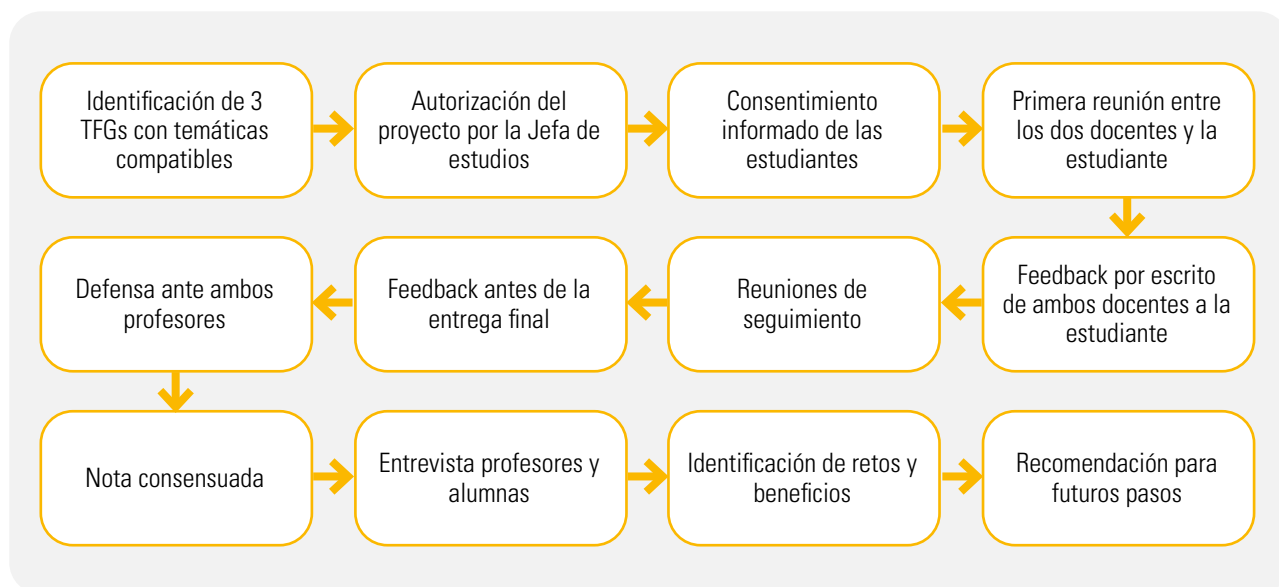 Identificación de 3
TFGs con temáticas
compatibles
Autorización del
proyecto por la Jefa de
estudios
Consentimiento
informado de las
estudiantes
Primera reunión entre
los dos docentes y la
estudiante
Feedback por escrito
de ambos docentes a la
estudiante
Reuniones de
seguimiento
Feedback antes de la
entrega final
Defensa ante ambos
profesores
Nota consensuada
Entrevista profesores y
alumnas
Identificación de retos y
beneficios
Recomendación para
futuros pasos